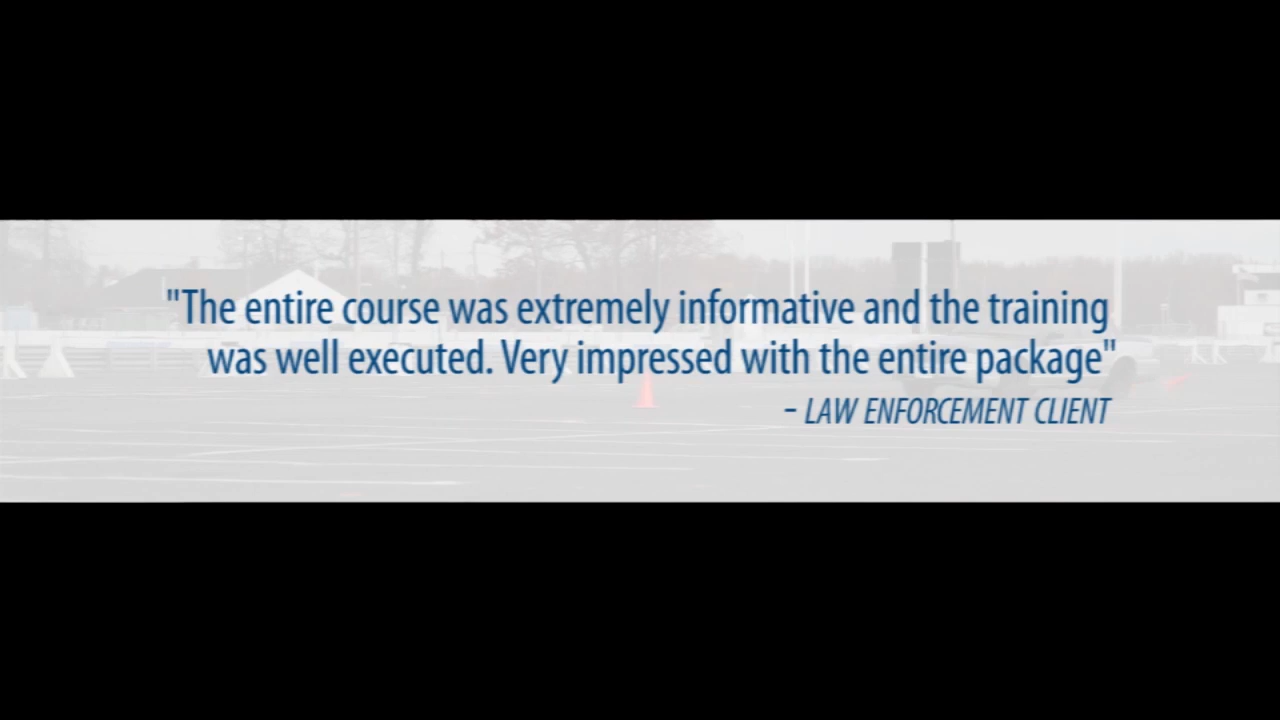 "The entire course was extremely informative and the training
was well executed. Very impressed with the entire package"
- LAW ENFORCEMENT CLIENT